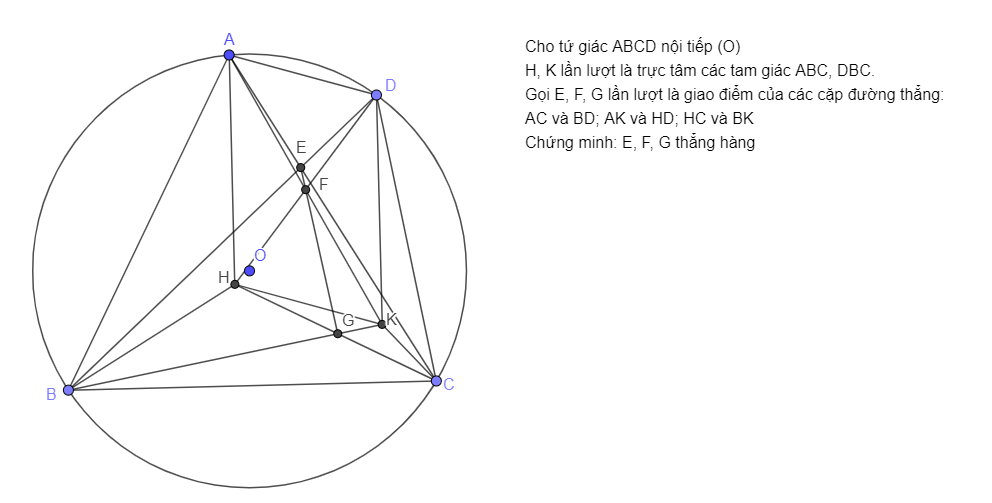 A
D
Cho tứ giác ABCD nội tiếp (O)
H, K lần lượt là trực tâm các tam giác ABC, DBC.
Gọi E, F, G lần lượt là giao điểm của các cặp đường thẳng:
AC và BD; AK và HD; HC và BK
Chứng minh: E, F, G thẳng hàng
E
F
O
H
G
K
B
C